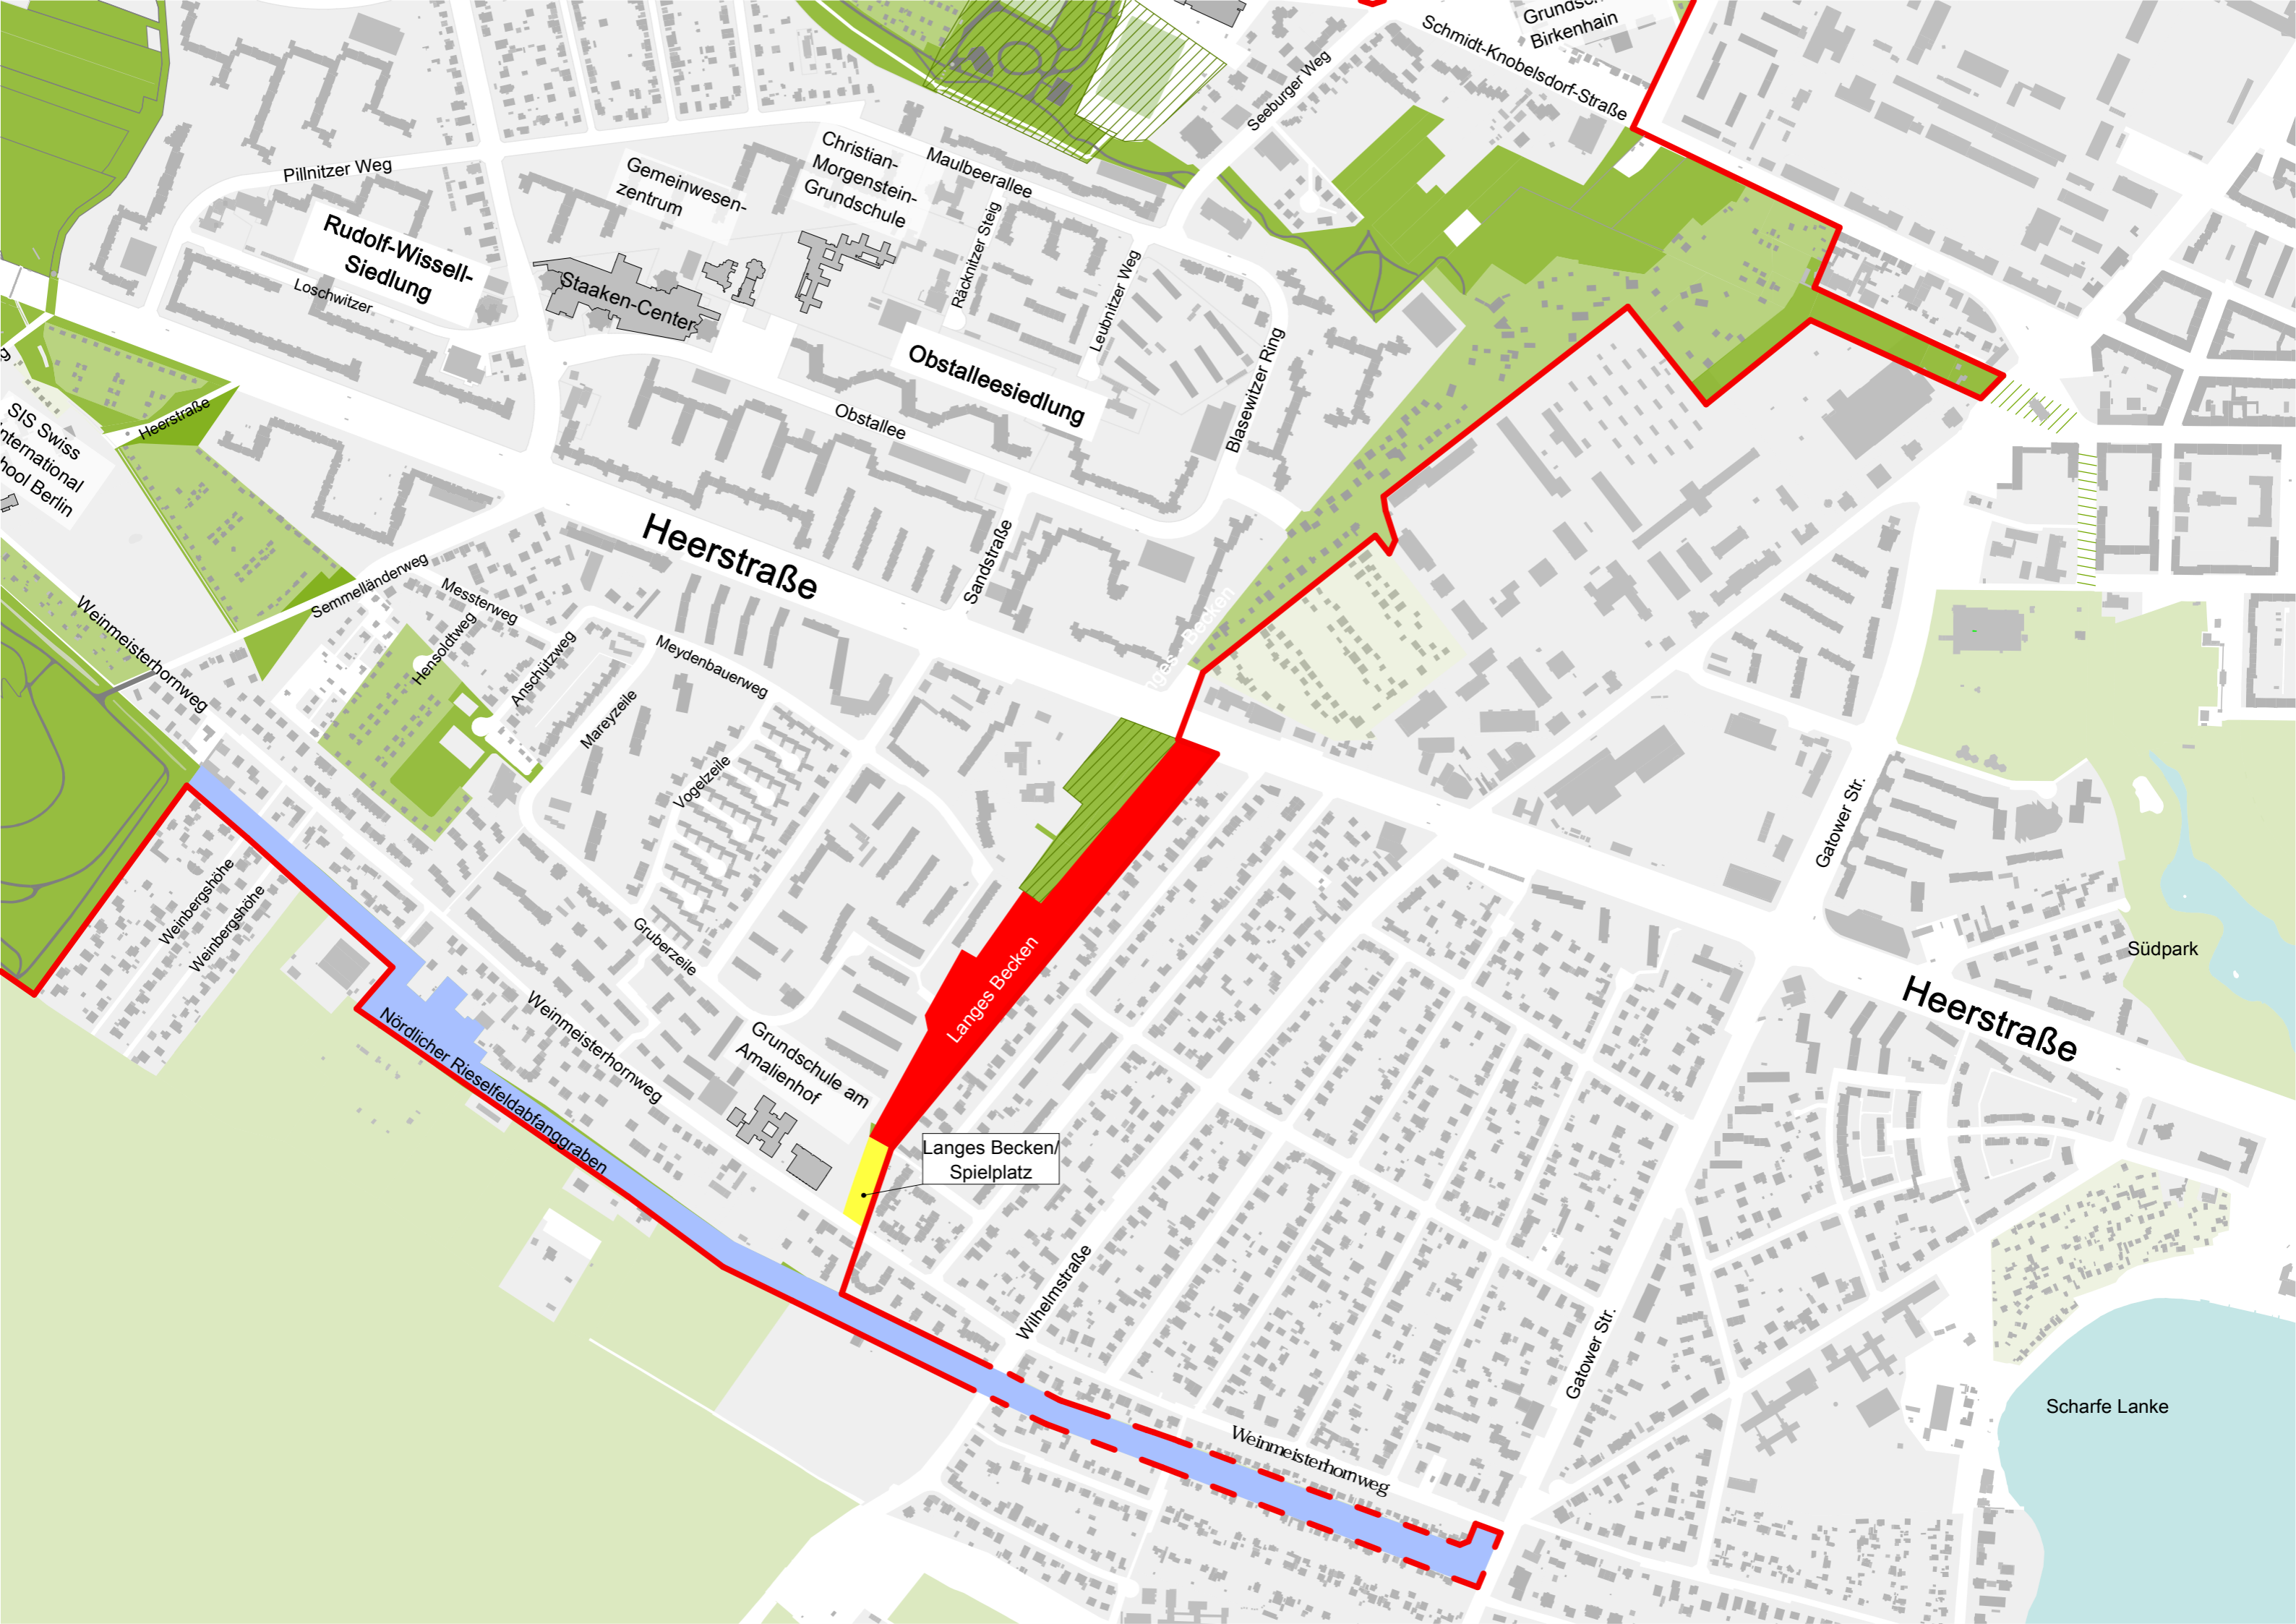 Grundsc
Birkenhain
Schmidt-Knobelsdorf-Straße
Seeburger Weg
Pillnitzer Weg
Gemeinwesen-
zentrum
Christian-
Morgenstein-
Grundschule
Maulbeerallee
Räcknitzer Steig
Leubnitzer Weg
Rudolf-Wissell-
Siedlung
Loschwitzer
Staaken-Center
Obstalleesiedlung
Blasewitzer Ring
Obstallee
Heerstraße
SIS Swiss
International
hool Berlin
Heerstraße
Sandstraße
Semmelländerweg
Messterweg
Hensoldtweg
Anschützweg
Mareyzeile
Meydenbauerweg
Weinmeisterhornweg
nges Becken
Vogelzeile
Gatower Str.
Weinbergshöhe
Weinbergshöhe
Gruberzeile
Langes Becken
Südpark
Heerstraße
Weinmeisterhornweg
Nördlicher Rieselfeldabfanggraben
Grundschule am
Amalienhof
Langes Becken/
Spielplatz
Wilhelmstraße
Gatower Str.
Scharfe Lanke
Weinmeisterhornweg